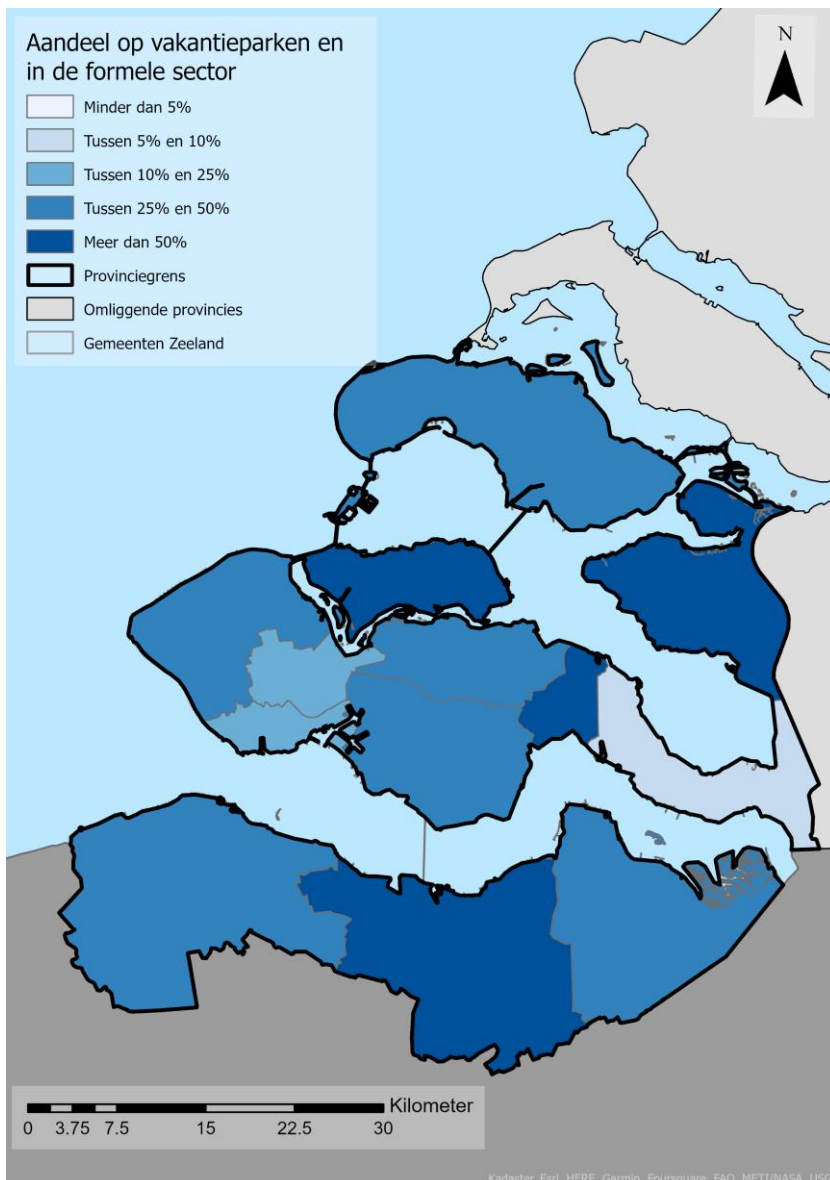 Aandeel op vakantieparken en
in de formele sector
Minder dan 5%
Tussen 5% en 10%
Tussen 10% en 25%
Tussen 25% en 50%
Meer dan 50%
Provinciegrens
Omliggende provincies
Gemeenten Zeeland
N
Kilometer
0 3.75 7.5 15 22.5 30
Kadaster, Esri, HERE, Garmin, Foursquare, FAO, METI/NASA, USG